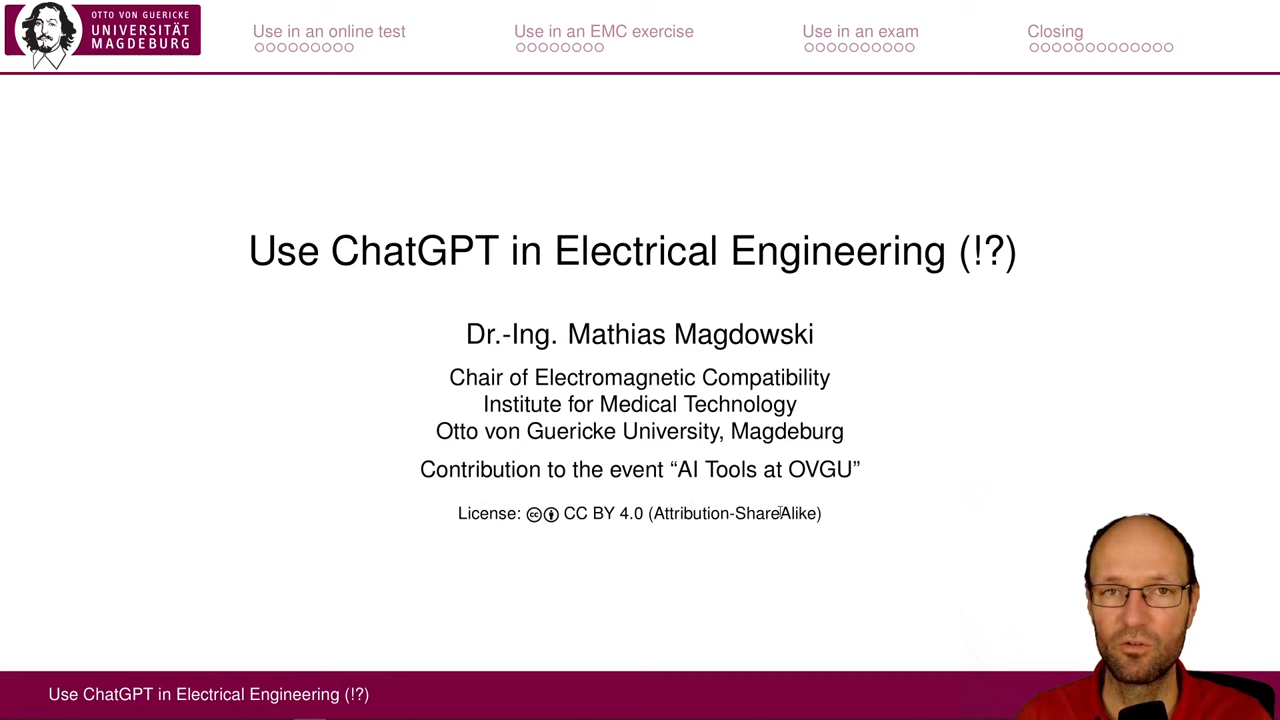 OTTO VON GUERICKE
UNIVERSITÄT
MAGDEBURG
Use in an online test
Use in an EMC exercise
Use in an exam
Closing
Use ChatGPT in Electrical Engineering (!?)
Dr.-Ing. Mathias Magdowski
Chair of Electromagnetic Compatibility
Institute for Medical Technology
Otto von Guericke University, Magdeburg
Contribution to the event “AI Tools at OVGU”
License: CC BY 4.0 (Attribution-ShareAlike)
Use ChatGPT in Electrical Engineering (!?)